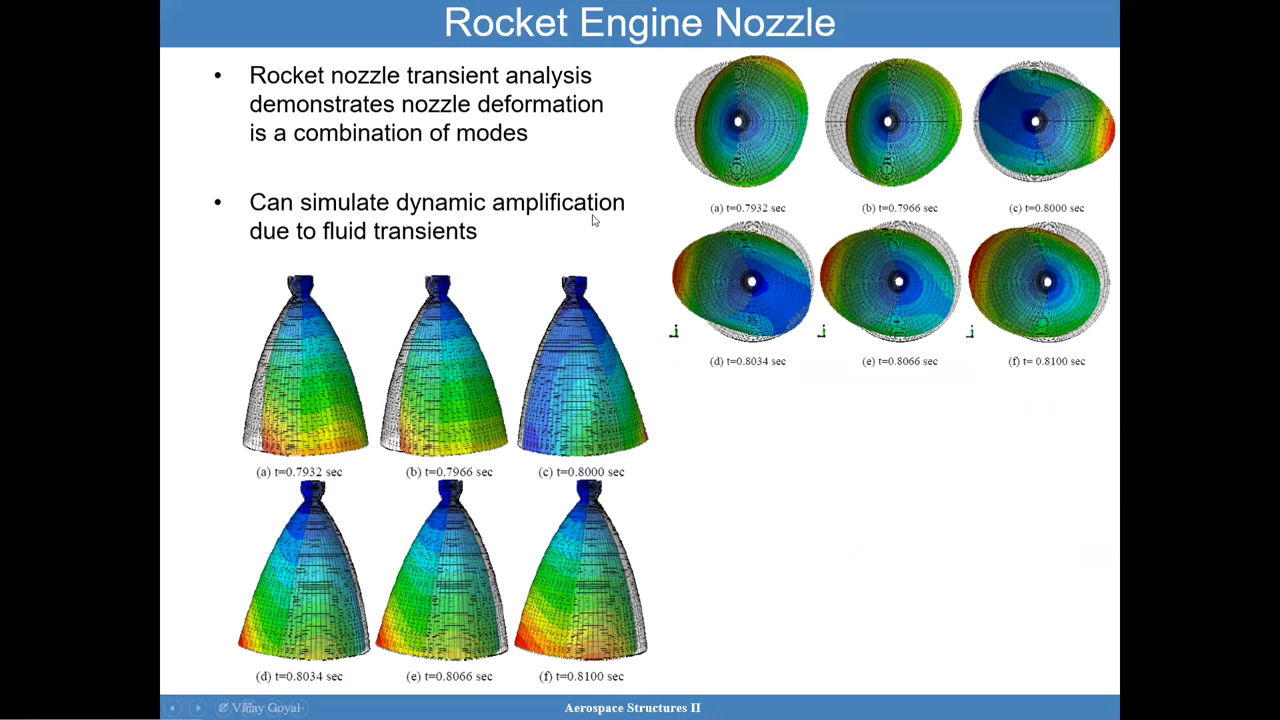 Rocket Engine Nozzle
• Rocket nozzle transient analysis
demonstrates nozzle deformation
is a combination of modes
• Can simulate dynamic amplification
due to fluid transients
(a) t=0.7932 sec (b) t=0.7966 sec (c) t=0.8000 sec
(d) t=0.8034 sec (e) t=0.8066 sec (f) t= 0.8100 sec
(a) t=0.7932 sec (b) t=0.7966 sec (c) t=0.8000 sec
(d) t=0.8034 sec (e) t=0.8066 sec (f) t=0.8100 sec
Vinay Goyal
Aerospace Structures II